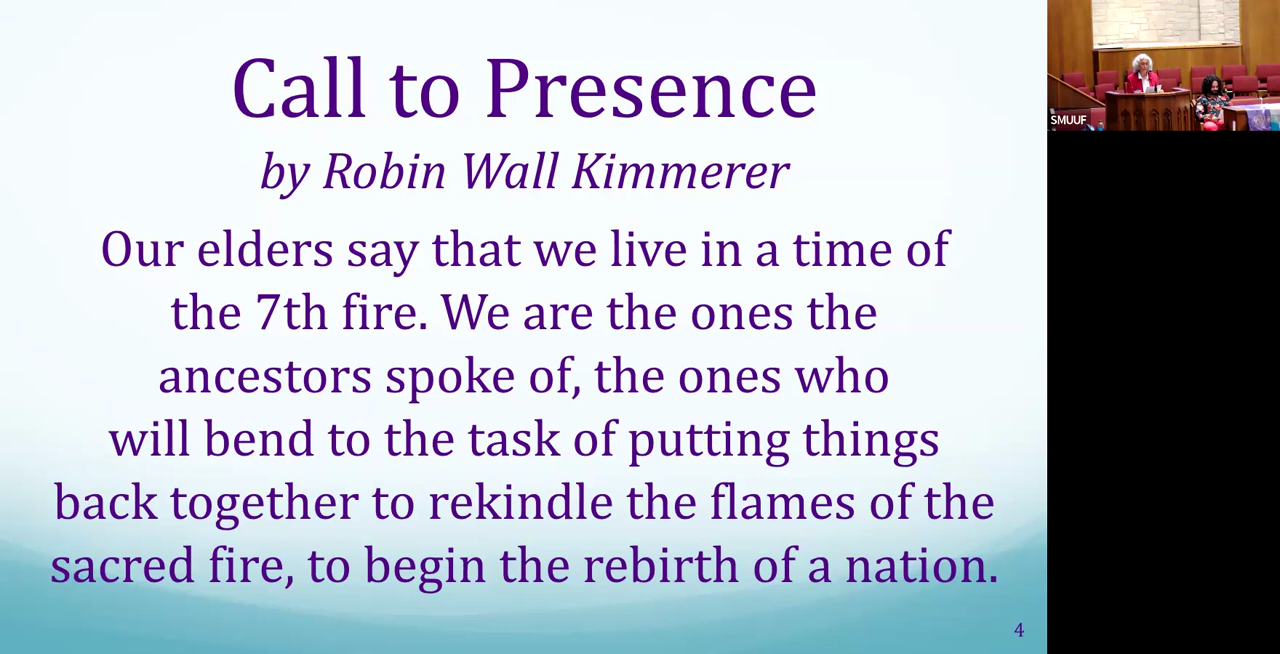 Call to Presence
by Robin Wall Kimmerer
Our elders say that we live in a time of
the 7th fire. We are the ones the
ancestors spoke of, the ones who
will bend to the task of putting things
back together to rekindle the flames of the
sacred fire, to begin the rebirth of a nation.
4
SMUUF